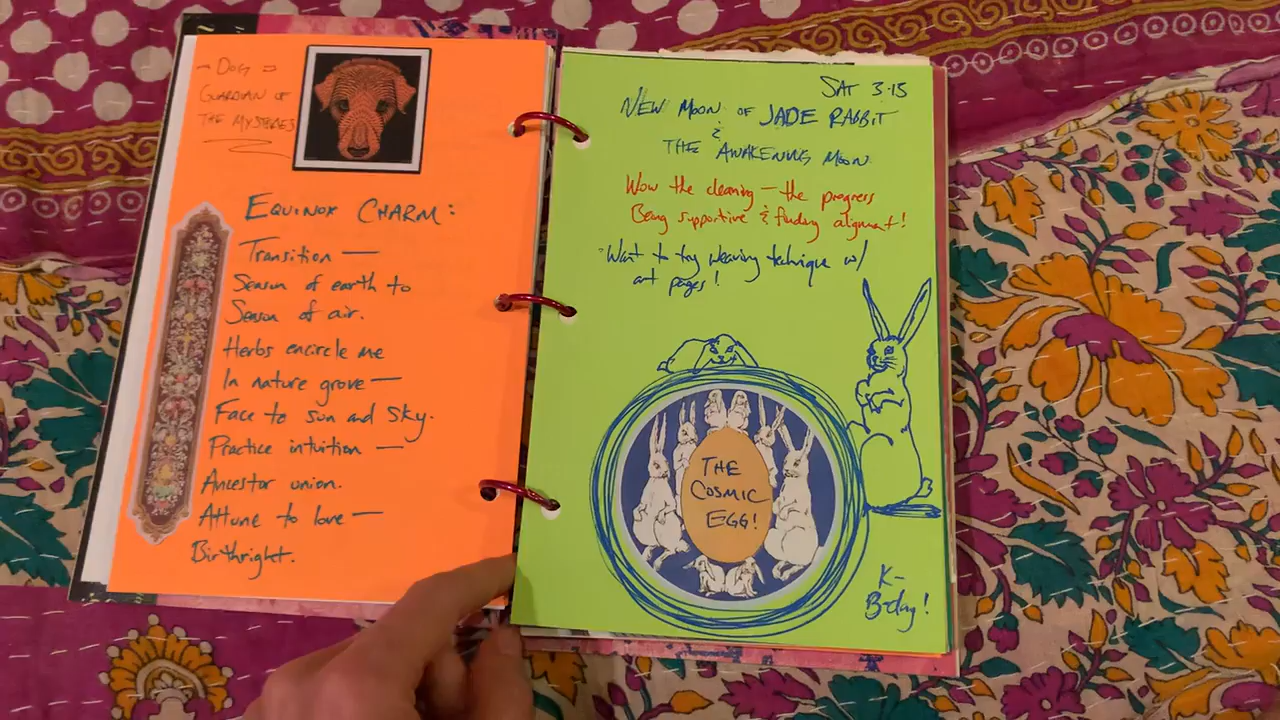 - Dog -
Guardian of
the Mysteries
Equinox Charm:
Transition —
Season of earth to
Season of air.
Herbs encircle me
In nature grove —
Face to sun and sky.
Practice intuition —
Ancestor union.
Attune to love —
Birthright.
Sat 3.15
New Moon of Jade Rabbit
&
The Awakening Moon
Wow the cleaning — the progress
Being supportive & finding alignment!
Want to try weaving technique w/
art pages!
The
Cosmic
Egg!
K-
B-day!